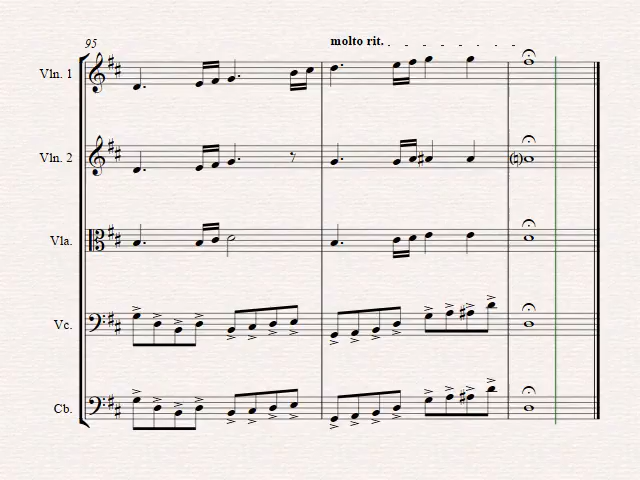 95
molto rit.
Vln. 1
Vln. 2
Vla.
Vc.
Cb.